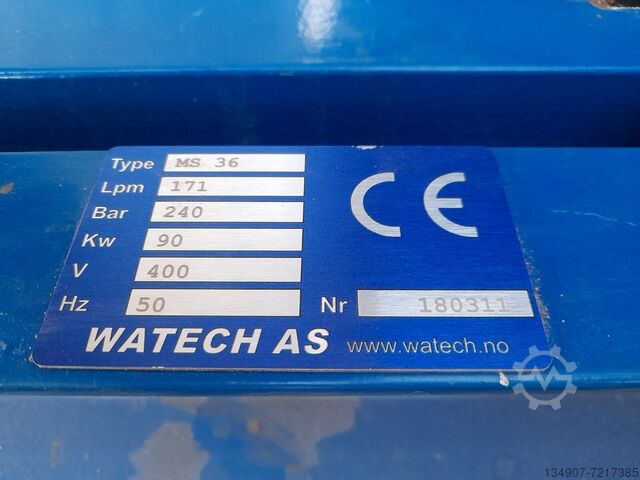 Type MS 36
Lpm 171
Bar 240
Kw 90
V 400
Hz 50 Nr 180311
CE
WATECH AS www.watech.no
134907-7217385